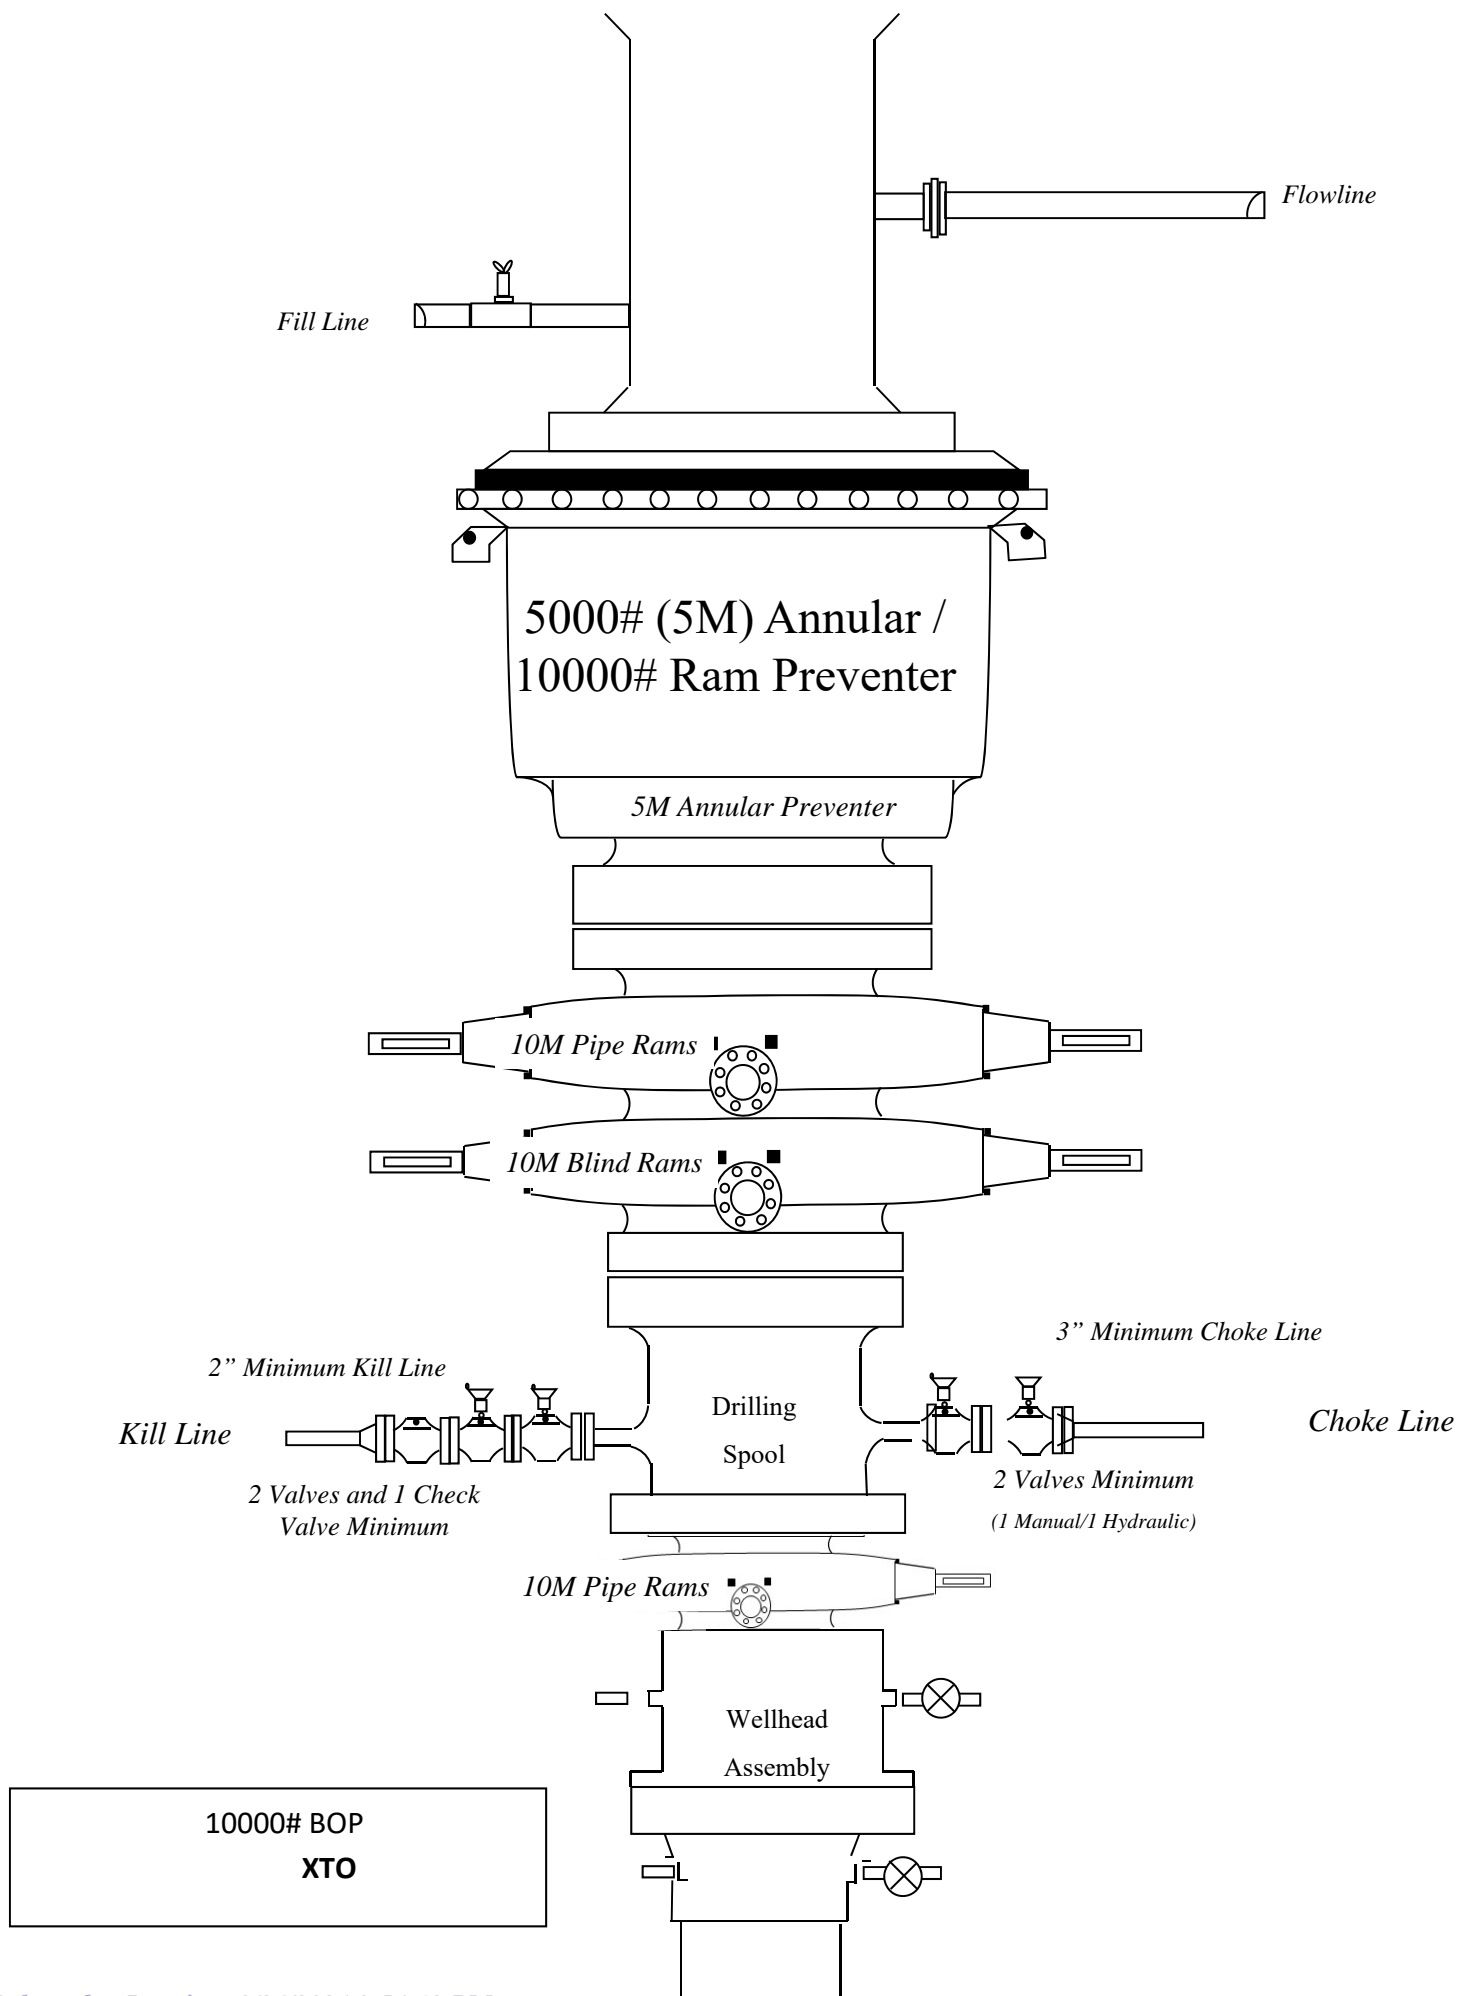 Flowline
Fill Line
5000# (5M) Annular /
10000# Ram Preventer
5M Annular Preventer
10M Pipe Rams
10M Blind Rams
3” Minimum Choke Line
2” Minimum Kill Line
Drilling
Spool
Kill Line
Choke Line
2 Valves and 1 Check
Valve Minimum
2 Valves Minimum
(1 Manual/1 Hydraulic)
10M Pipe Rams
Wellhead
Assembly
10000# BOP
XTO